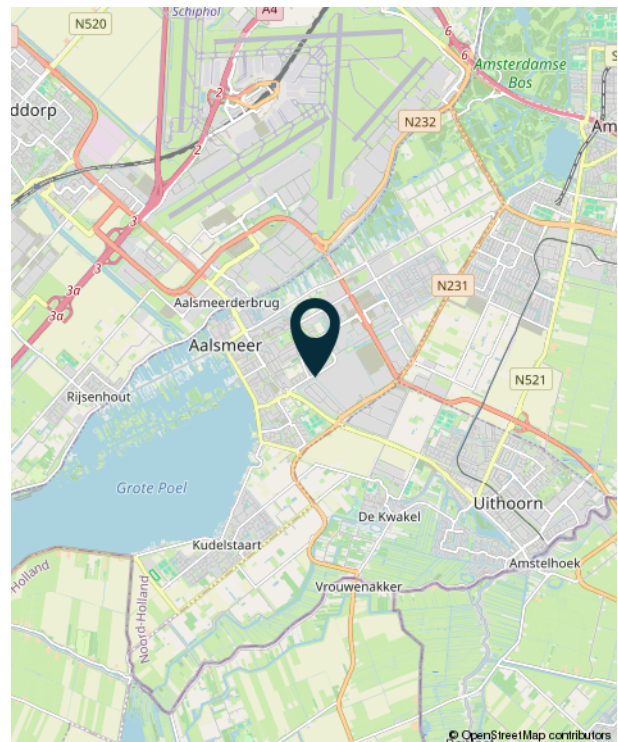 Schiphol
A4
N520
6
6
Amsterdamse
Bos
S
2
ddorp
N232
Am
2
3
3
3a
3a
N231
Aalsmeerderbrug
Aalsmeer
N521
Rijsenhout
Grote Poel
Uithoorn
De Kwakel
Kudelstaart
Amstelhoek
Holland
Noord-Holland
Vrouwenakker
© OpenStreetMap contributors